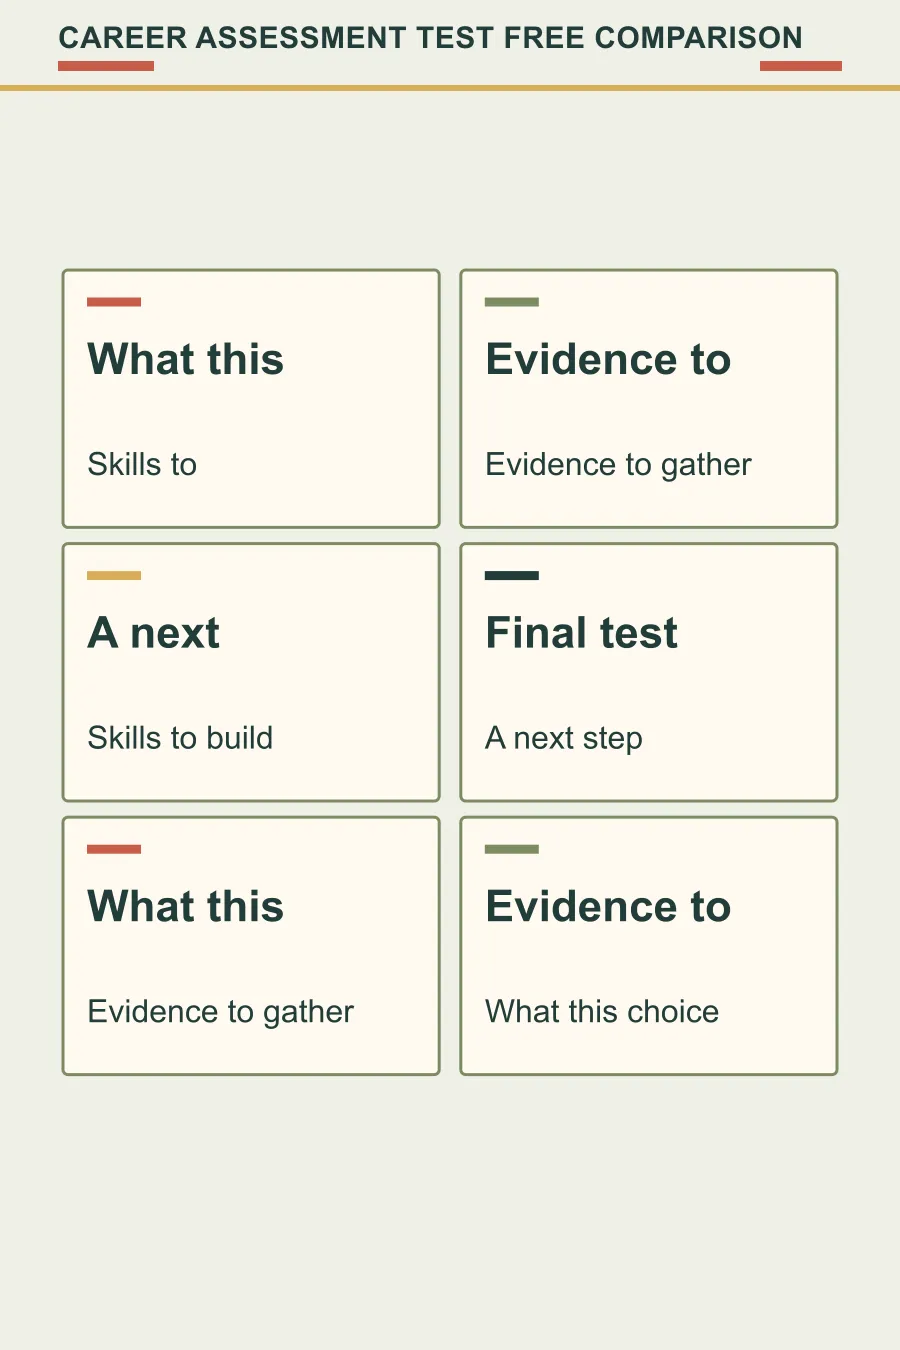 CAREER ASSESSMENT TEST FREE COMPARISON
What this
Skills to
Evidence to
Evidence to gather
A next
Skills to build
Final test
A next step
What this
Evidence to gather
Evidence to
What this choice